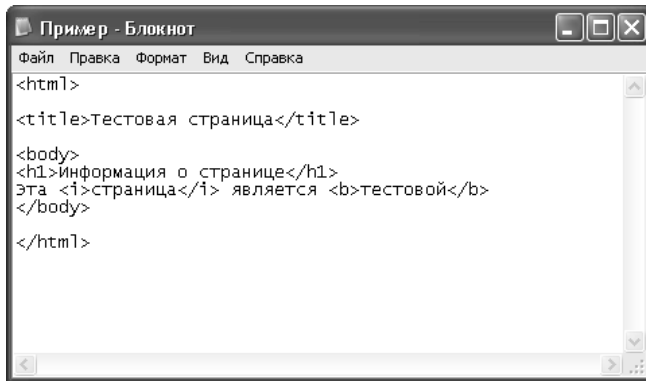 Пример - Блокнот
Файл Правка Формат Вид Справка
<html>
<title>Тестовая страница</title>
<body>
<h1>Информация о странице</h1>
Эта <i>страница</i> является <b>тестовой</b>
</body>
</html>